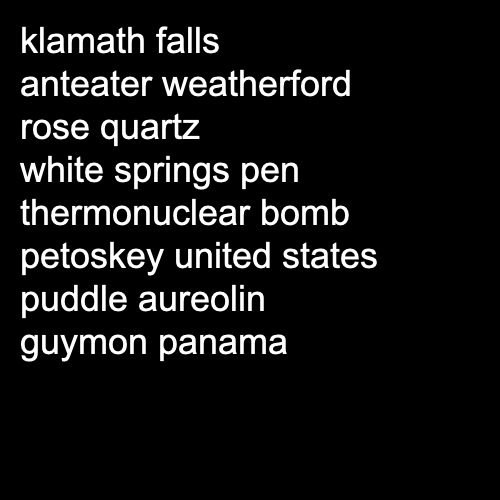 klamath falls
anteater weatherford
rose quartz
white springs pen
thermonuclear bomb
petoskey united states
puddle aureolin
guymon panama